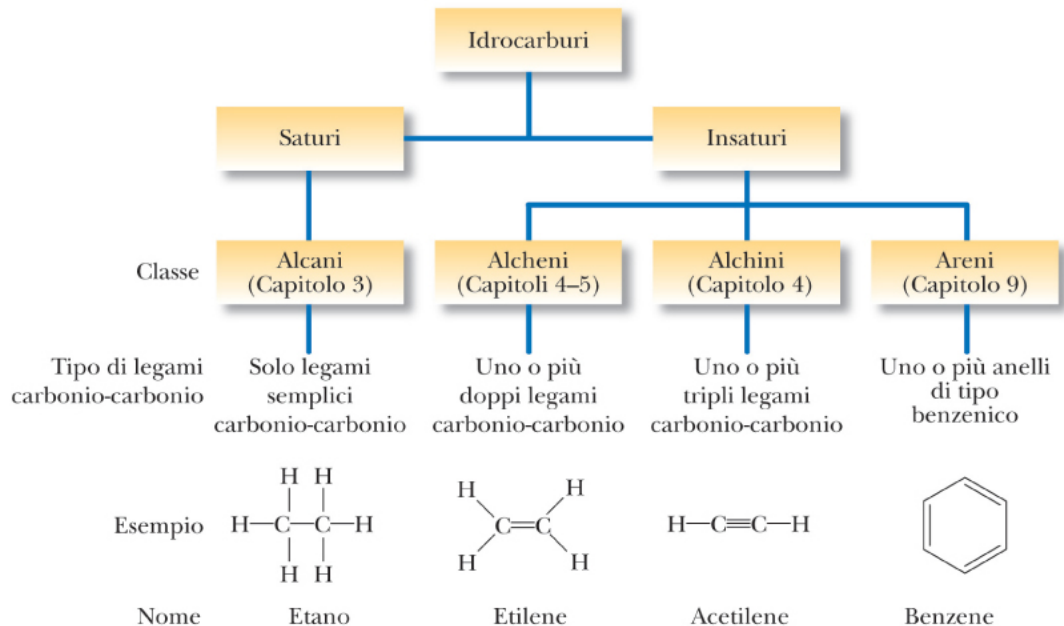 Idrocarburi
Saturi
Insaturi
Classe
Alcani
(Capitolo 3)
Alcheni
(Capitoli 4–5)
Alchini
(Capitolo 4)
Areni
(Capitolo 9)
Tipo di legami
carbonio-carbonio
Solo legami
semplici
carbonio-carbonio
Uno o più
doppi legami
carbonio-carbonio
Uno o più
tripli legami
carbonio-carbonio
Uno o più anelli
di tipo
benzenico
Esempio
H H
H—C—C—H
H H
H H
C=C
H H
H—C≡C—H
Nome
Etano
Etilene
Acetilene
Benzene